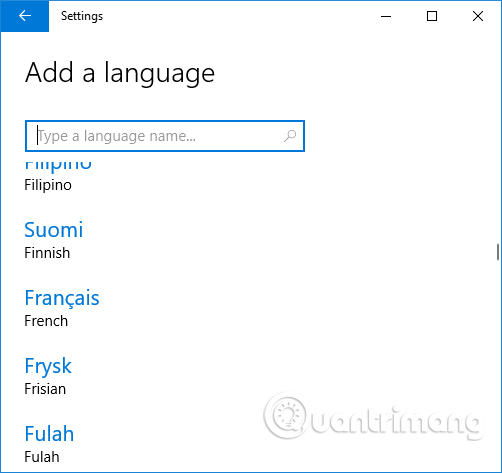 Settings
Add a language
Type a language name...
Filipino
Filipino
Suomi
Finnish
Français
French
Frysk
Frisian
Fulah
Fulah
Quantrimang